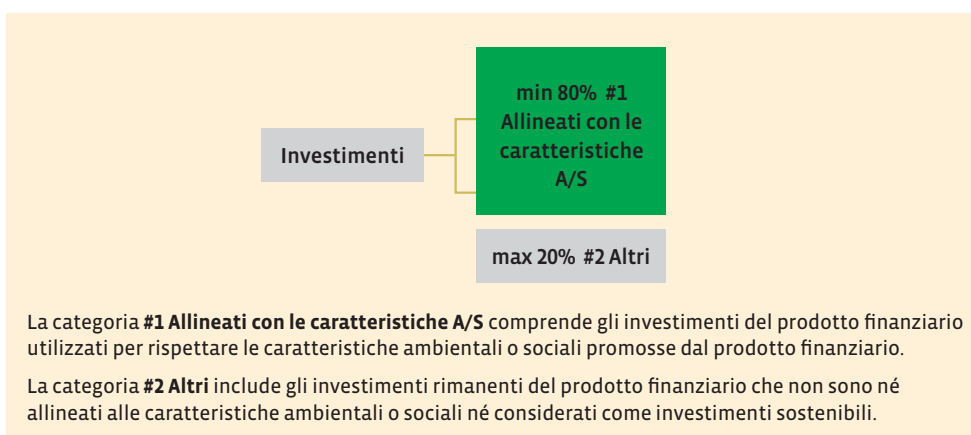 min 80% #1
Allineati con le
caratteristiche
A/S
Investimenti
max 20% #2 Altri
La categoria #1 Allineati con le caratteristiche A/S comprende gli investimenti del prodotto finanziario
utilizzati per rispettare le caratteristiche ambientali o sociali promosse dal prodotto finanziario.
La categoria #2 Altri include gli investimenti rimanenti del prodotto finanziario che non sono né
allineati alle caratteristiche ambientali o sociali né considerati come investimenti sostenibili.